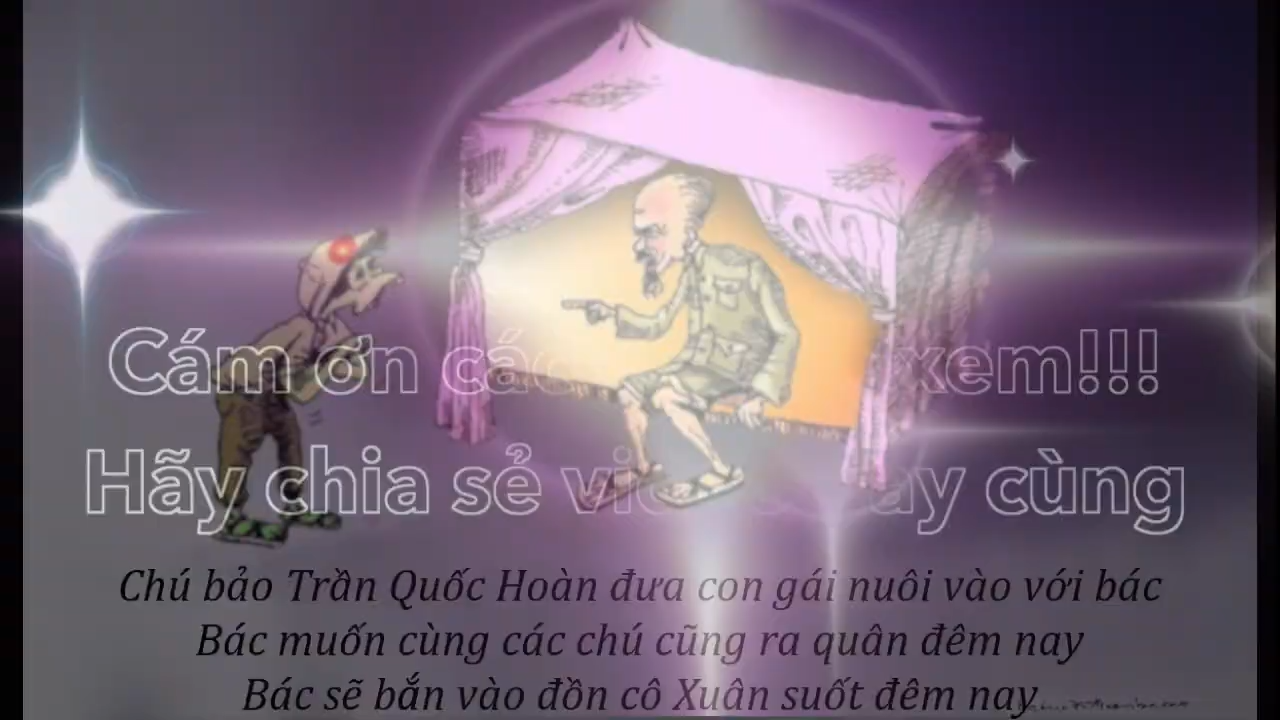 Cám ơn các xem!!!
Hãy chia sẻ cùng
Chú bảo Trần Quốc Hoàn đưa con gái nuôi vào với bác
Bác muốn cùng các chú cũng ra quân đêm nay
Bác sẽ bắn vào đồn cô Xuân suốt đêm nay